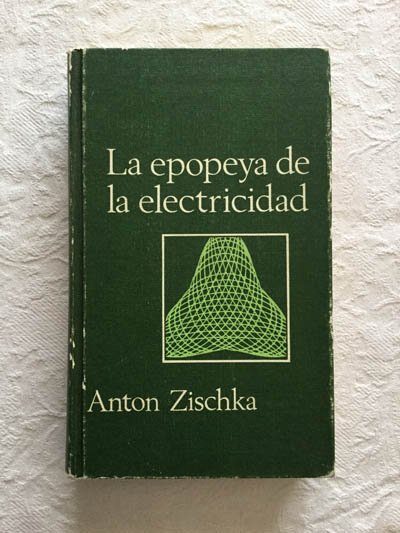 La epopeya de
la electricidad
Anton Zischka